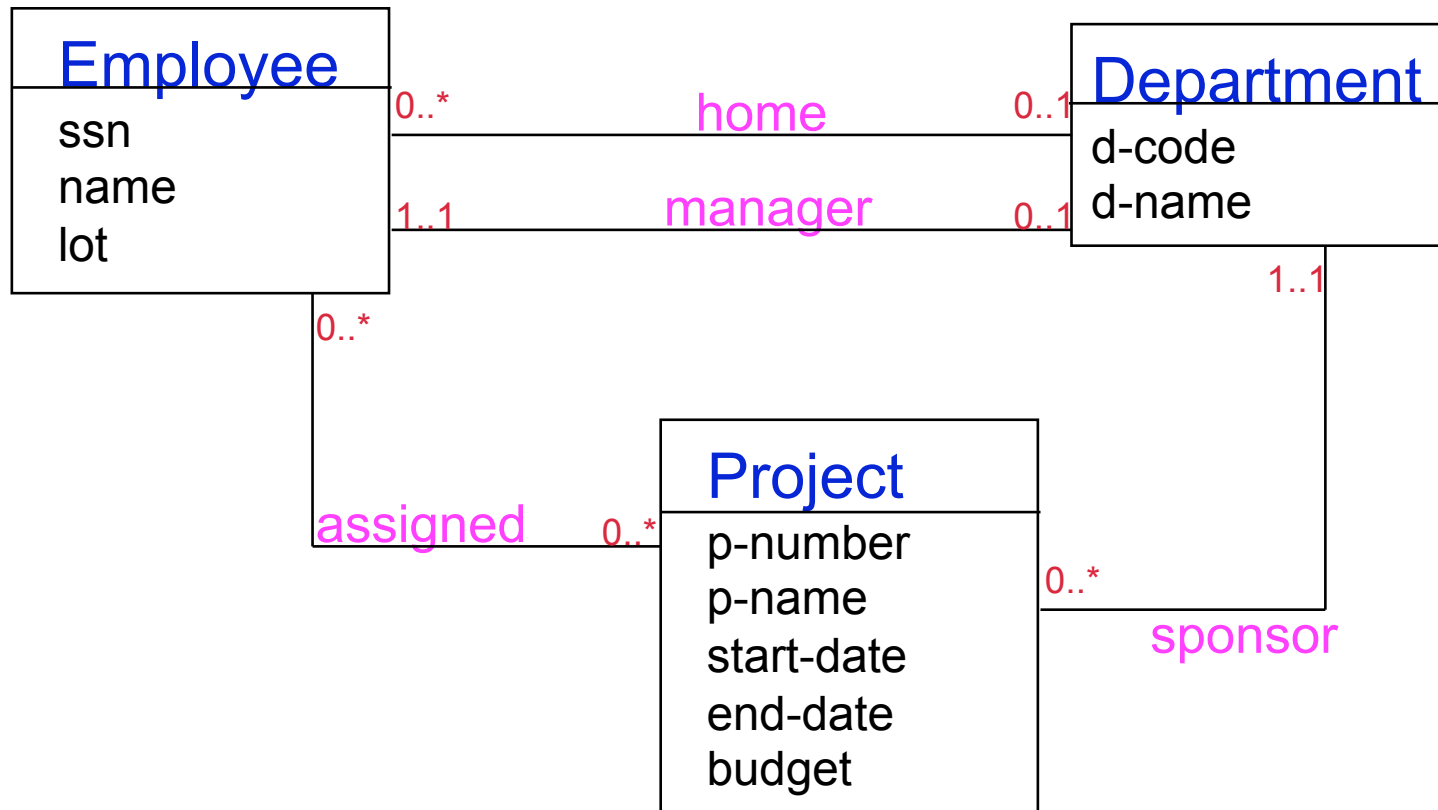 Employee
ssn
name
lot
0..* home 0..1
1..1 manager 0..1
Department
d-code
d-name
0..*
assigned 0..*
1..1
0..*
sponsor
Project
p-number
p-name
start-date
end-date
budget